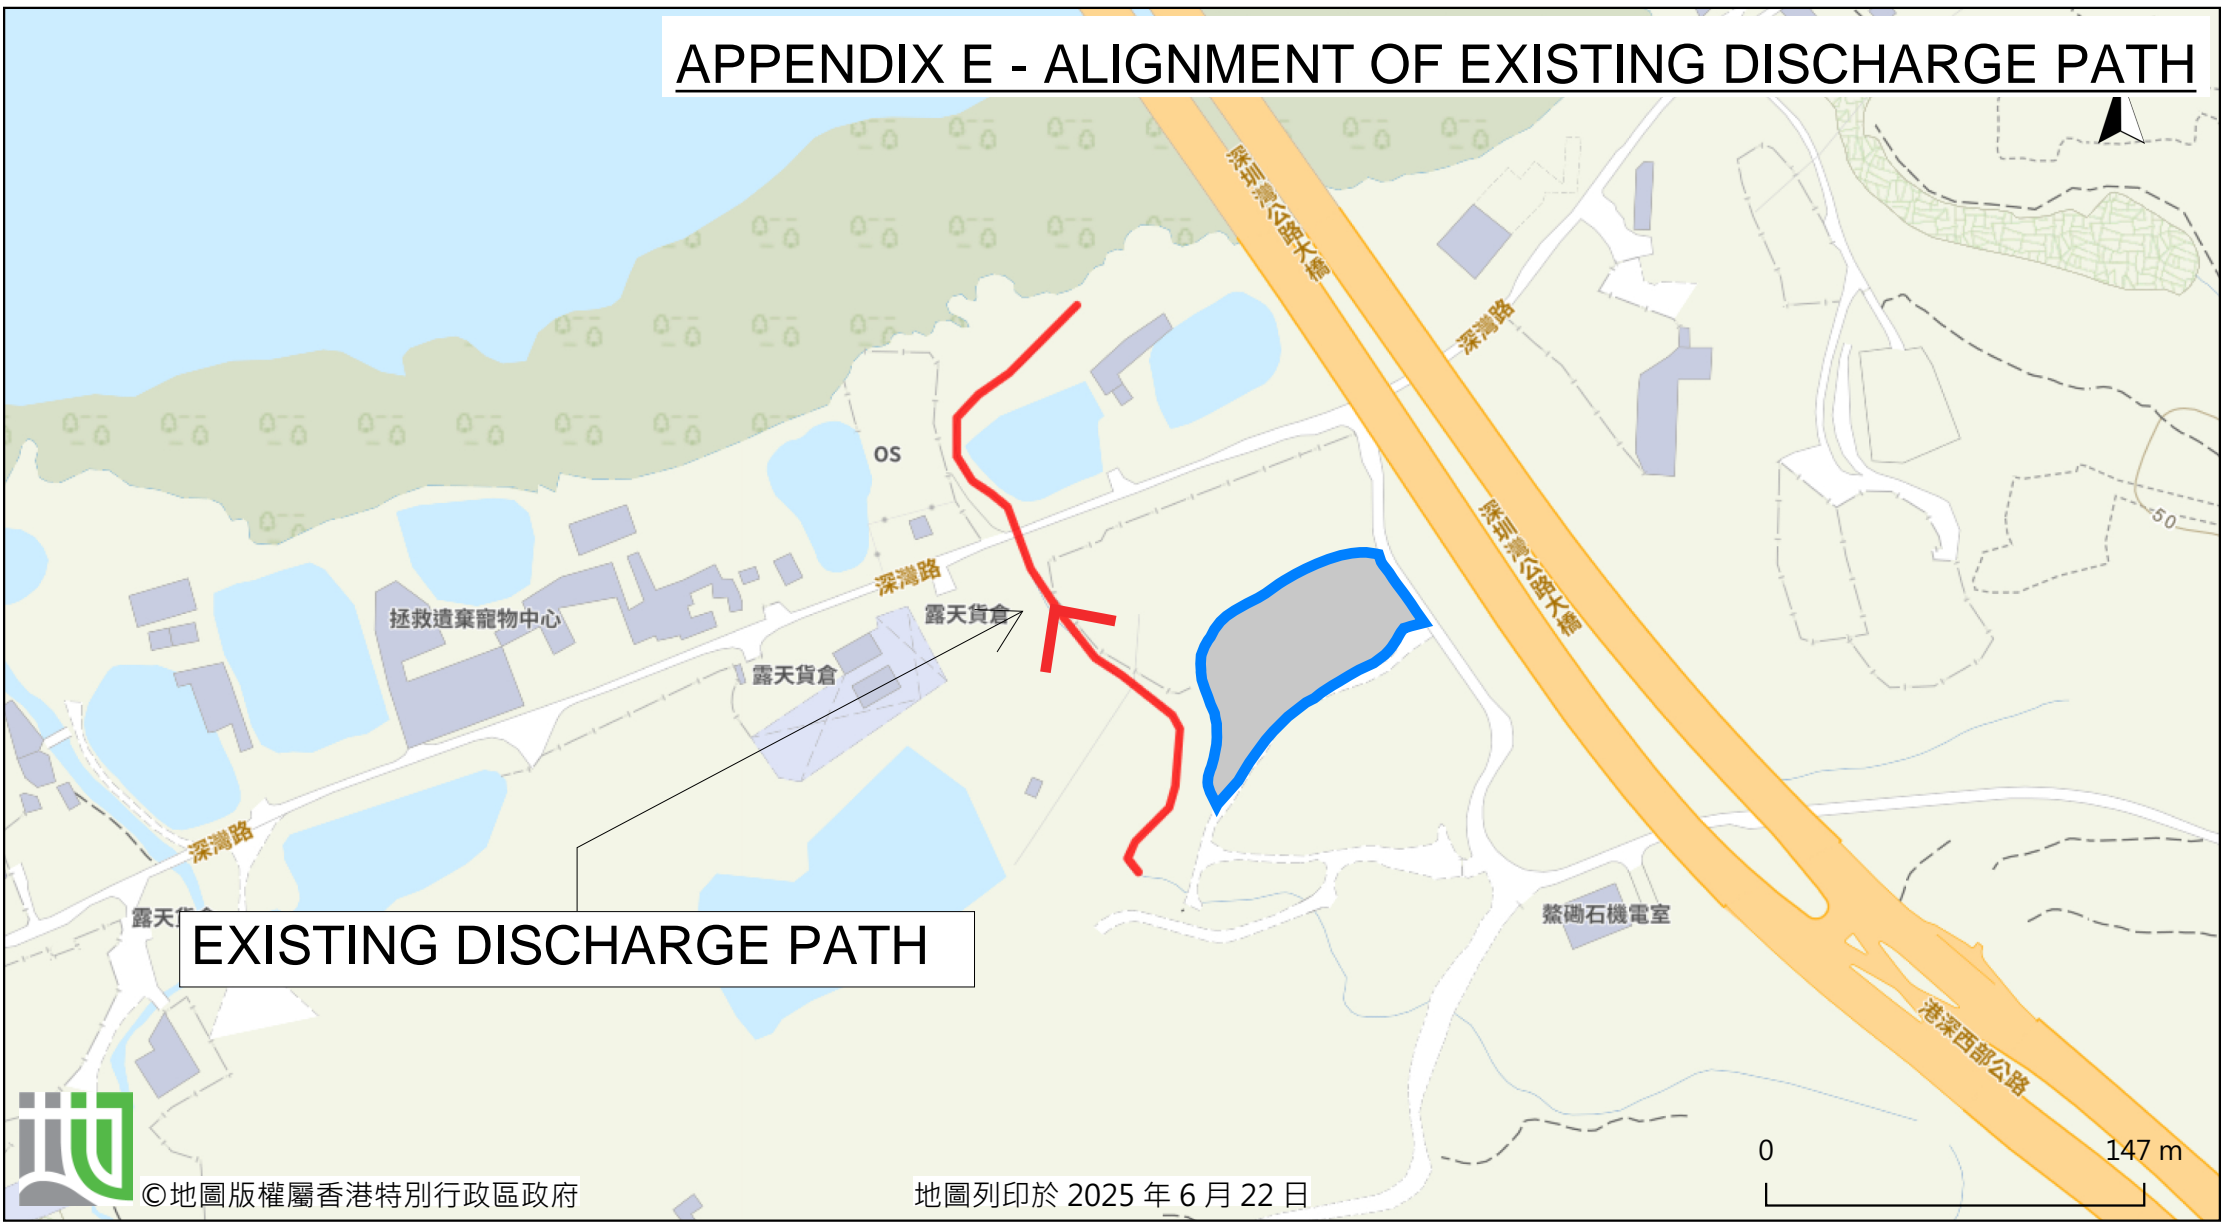 APPENDIX E - ALIGNMENT OF EXISTING DISCHARGE PATH
深圳灣公路大橋
深灣路
OS
深圳灣公路大橋
50
深灣路
拯救遺棄寵物中心
露天貨倉
露天貨倉
深灣路
露天貨倉
鰲磡石機電室
EXISTING DISCHARGE PATH
港深西部公路
0
147 m
©地圖版權屬香港特別行政區政府
地圖列印於 2025 年 6 月 22 日